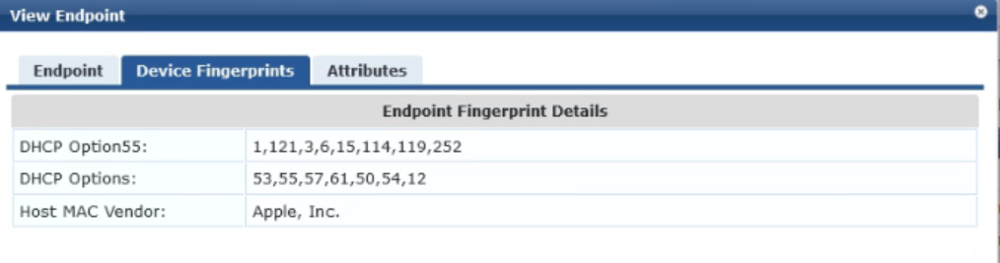 View Endpoint
Endpoint Device Fingerprints Attributes
Endpoint Fingerprint Details
DHCP Option55: 1,121,3,6,15,114,119,252
DHCP Options: 53,55,57,61,50,54,12
Host MAC Vendor: Apple, Inc.